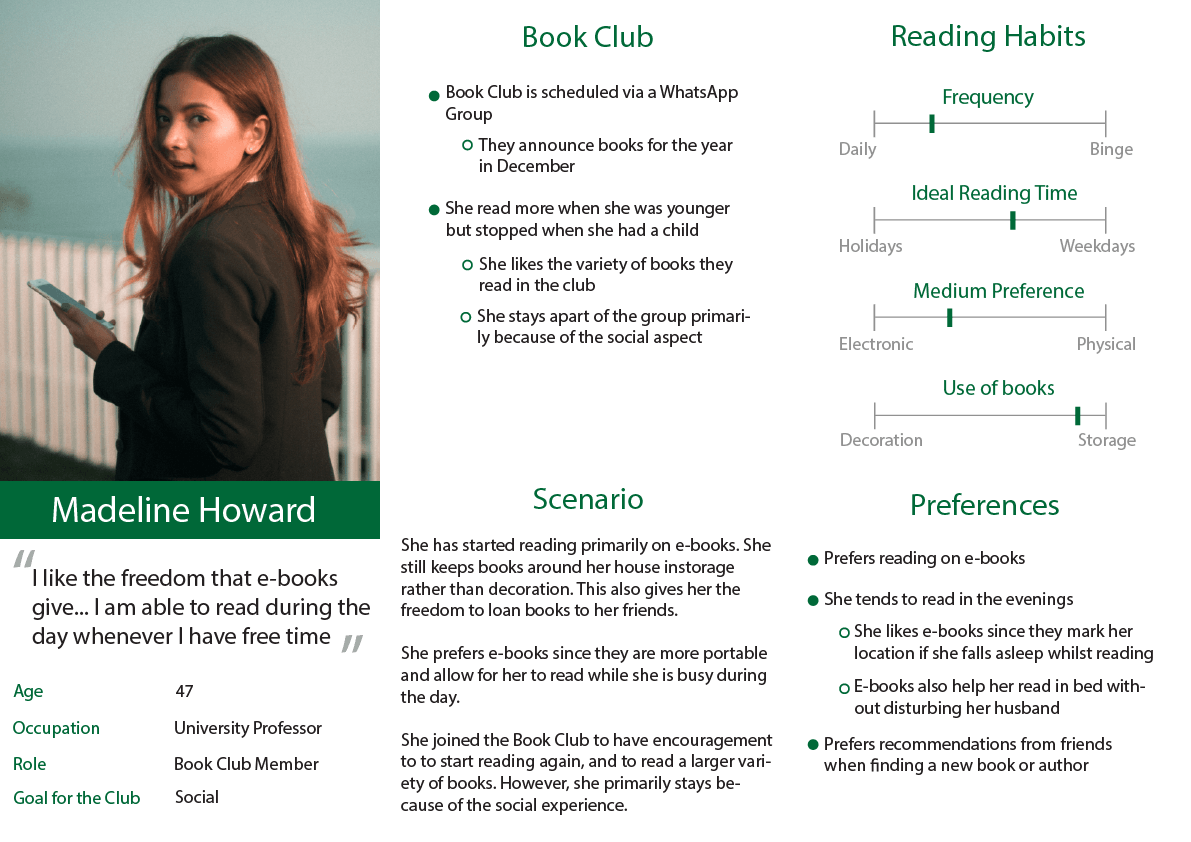 Madeline Howard
“
I like the freedom that e-books
give... I am able to read during the
day whenever I have free time
”
Age 47
Occupation University Professor
Role Book Club Member
Goal for the Club Social
Book Club
Book Club is scheduled via a WhatsApp
Group
They announce books for the year
in December
She read more when she was younger
but stopped when she had a child
She likes the variety of books they
read in the club
She stays apart of the group primari-
ly because of the social aspect
Scenario
She has started reading primarily on e-books. She
still keeps books around her house instorage
rather than decoration. This also gives her the
freedom to loan books to her friends.
She prefers e-books since they are more portable
and allow for her to read while she is busy during
the day.
She joined the Book Club to have encouragement
to to start reading again, and to read a larger vari-
ety of books. However, she primarily stays be-
cause of the social experience.
Reading Habits
Frequency
Daily Binge
Ideal Reading Time
Holidays Weekdays
Medium Preference
Electronic Physical
Use of books
Decoration Storage
Preferences
Prefers reading on e-books
She tends to read in the evenings
She likes e-books since they mark her
location if she falls asleep whilst reading
E-books also help her read in bed with-
out disturbing her husband
Prefers recommendations from friends
when finding a new book or author